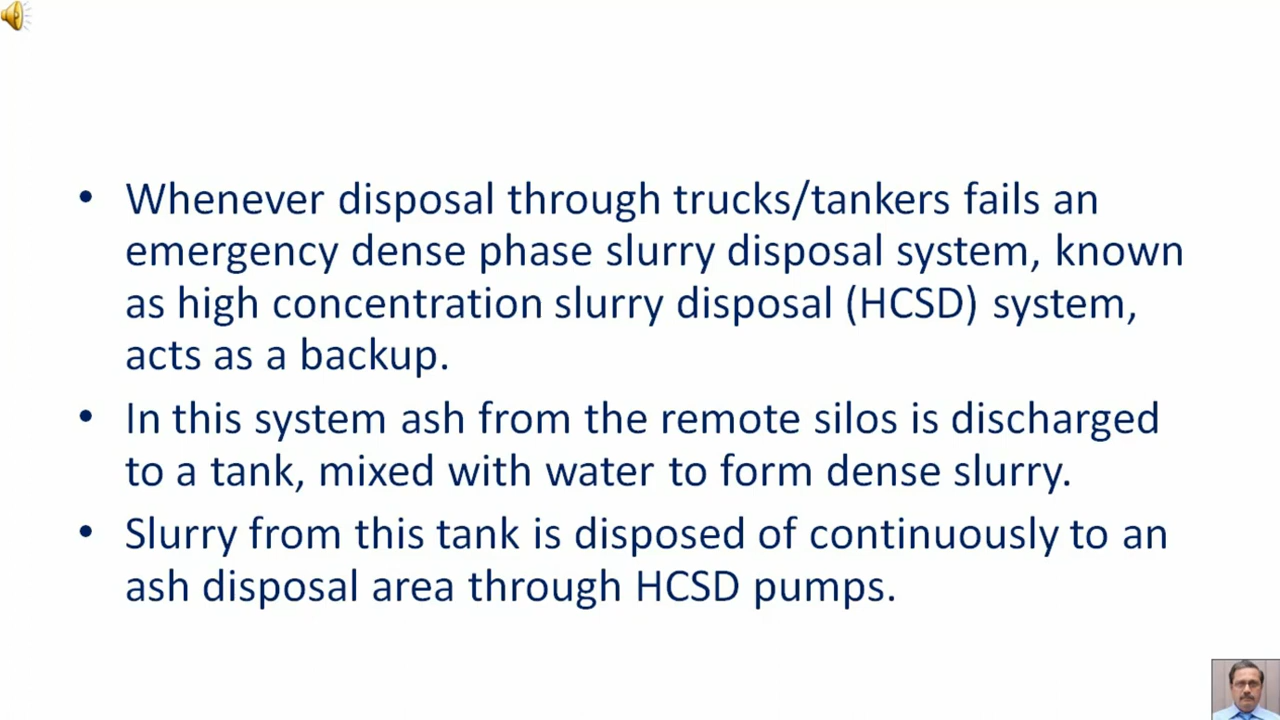 • Whenever disposal through trucks/tankers fails an
emergency dense phase slurry disposal system, known
as high concentration slurry disposal (HCSD) system,
acts as a backup.
• In this system ash from the remote silos is discharged
to a tank, mixed with water to form dense slurry.
• Slurry from this tank is disposed of continuously to an
ash disposal area through HCSD pumps.